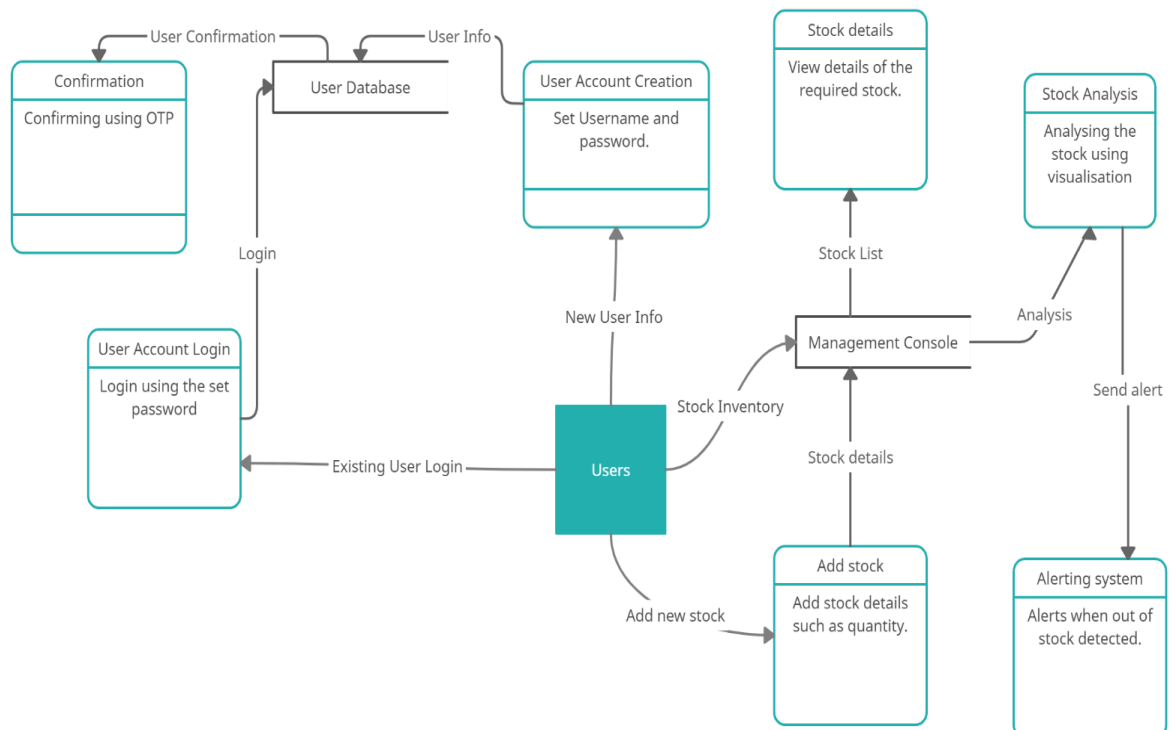 Stock details
View details of the
required stock.
User Confirmation
User Info
Confirmation
Confirming using OTP
User Database
User Account Creation
Set Username and
password.
Stock Analysis
Analysing the
stock using
visualisation
Login
Stock List
New User Info
Analysis
User Account Login
Login using the set
password
Management Console
Stock Inventory
Send alert
Existing User Login
Users
Stock details
Add new stock
Add stock
Add stock details
such as quantity.
Alerting system
Alerts when out of
stock detected.